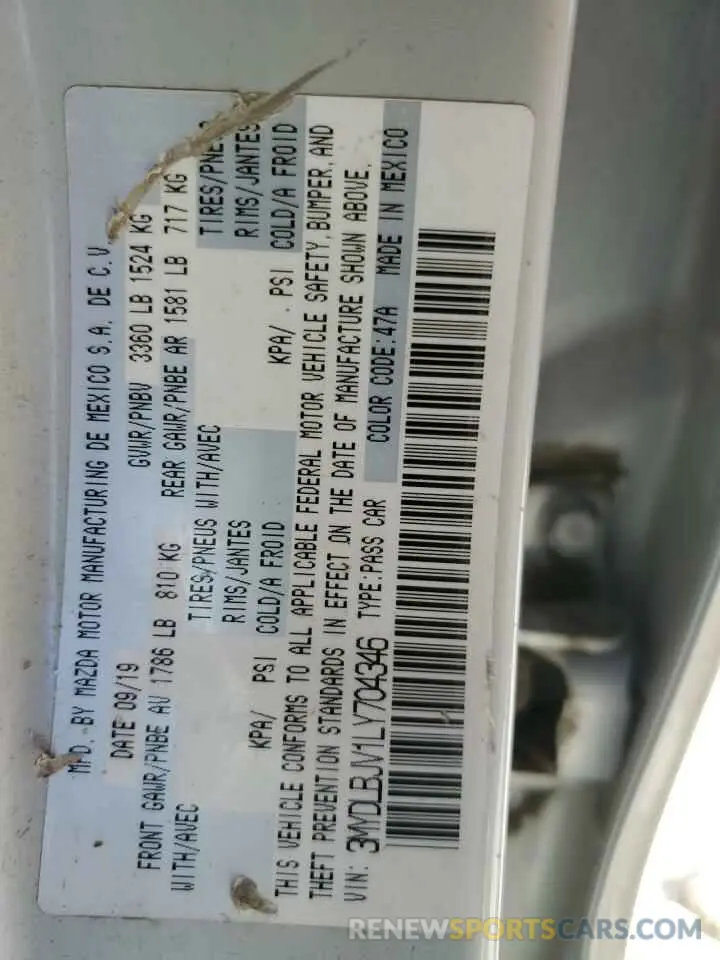 MFD. BY MAZDA MOTOR MANUFACTURING DE MEXICO S.A. DE C.V.
DATE 09/19 GVWR/PNBV 3360 LB 1524 KG
FRONT GAWR/PNBE AV 1786 LB 810 KG REAR GAWR/PNBE AR 1581 LB 717 KG
WITH/AVEC TIRES/PNEUS WITH/AVEC
RIMS/JANTES RIMS/JANTES
KPA/ PSI COLD/A FROID KPA/ . PSI COLD/A FROID
THIS VEHICLE CONFORMS TO ALL APPLICABLE FEDERAL MOTOR VEHICLE SAFETY, BUMPER, AND
THEFT PREVENTION STANDARDS IN EFFECT ON THE DATE OF MANUFACTURE SHOWN ABOVE.
VIN: 3MYDLBJV1LY704346 TYPE:PASS CAR COLOR CODE:47A MADE IN MEXICO
RENEWSPORTSCARS.COM